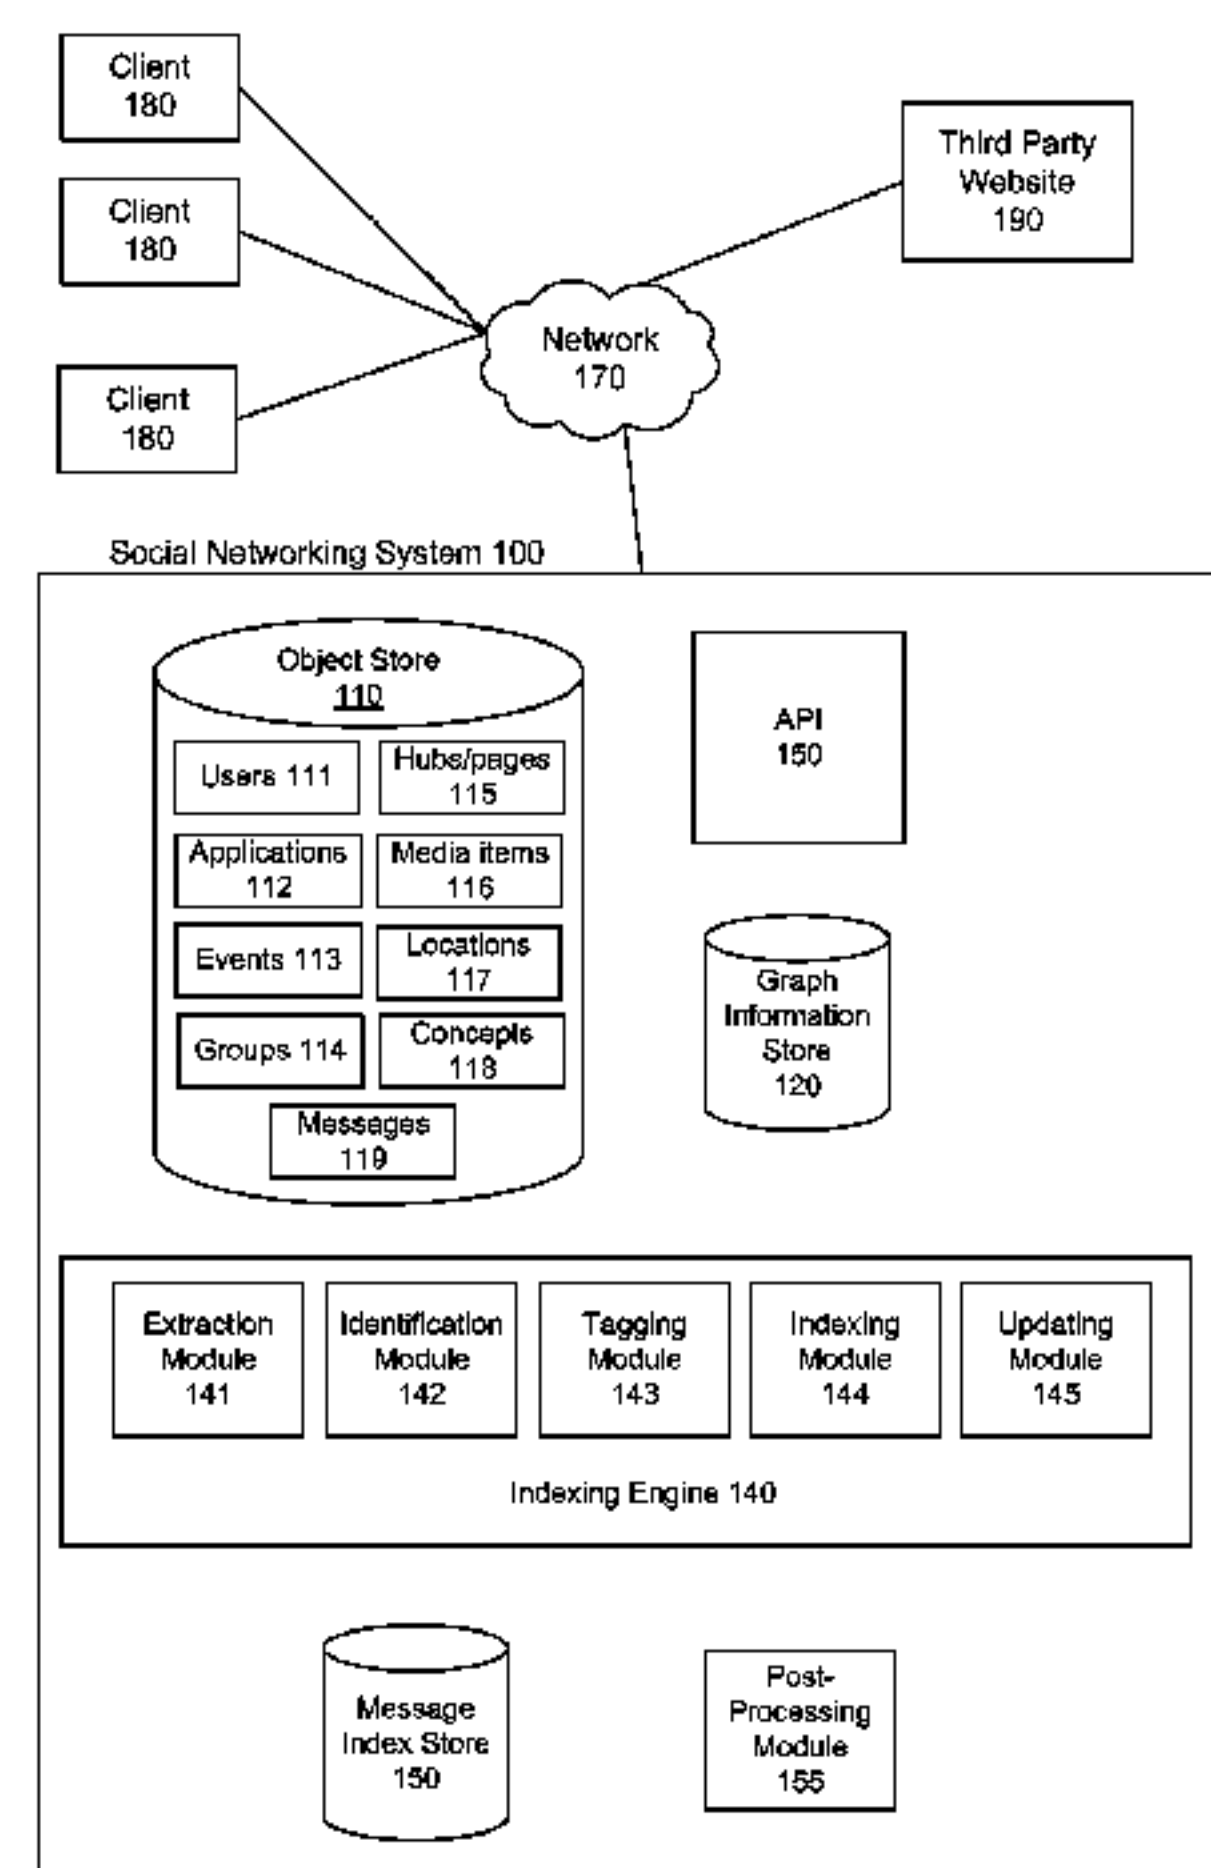 Client
180
Client
180
Client
180
Third Party
Website
190
Network
170
Social Networking System 100
Object Store
110
Users 111
Hubs/pages
115
Applications
112
Media items
116
Events 113
Locations
117
Groups 114
Concepts
118
Messages
119
API
150
Graph
Information
Store
120
Extraction
Module
141
Identification
Module
142
Tagging
Module
143
Indexing
Module
144
Updating
Module
145
Indexing Engine 140
Message
Index Store
150
Post-
Processing
Module
155